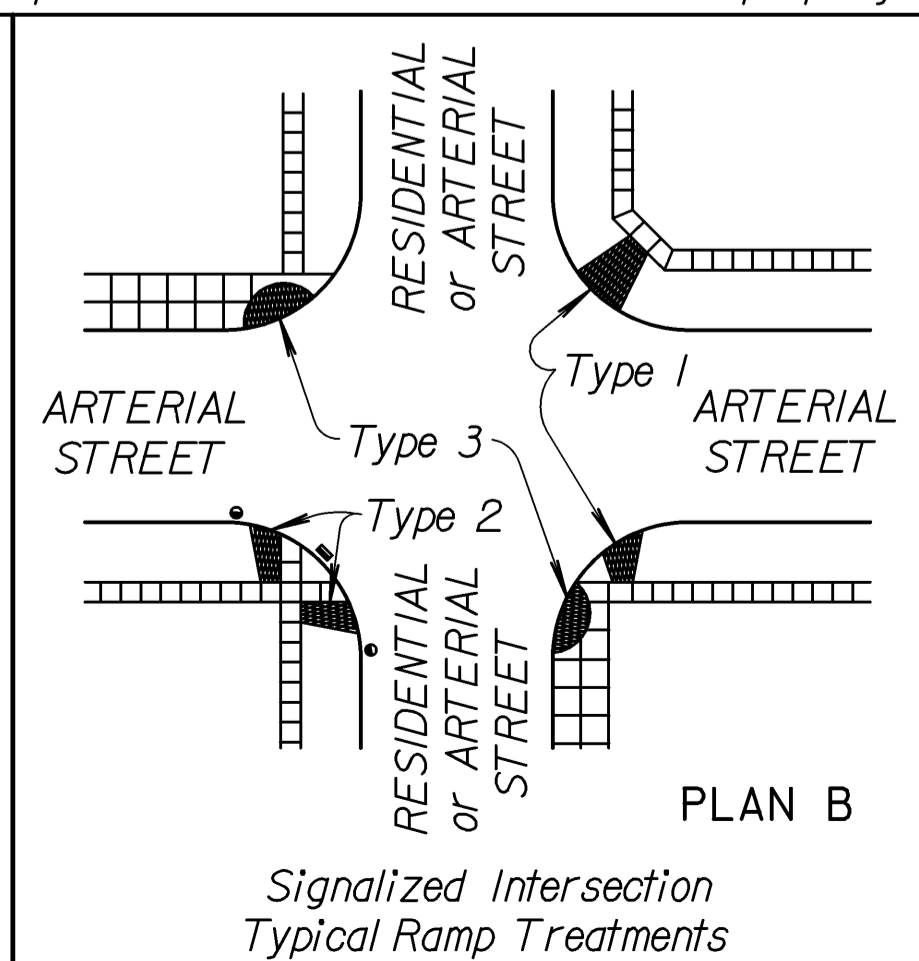 RESIDENTIAL
or ARTERIAL
STREET
Type 1
ARTERIAL
STREET
ARTERIAL
STREET
Type 3
Type 2
RESIDENTIAL
or ARTERIAL
STREET
PLAN B
Signalized Intersection
Typical Ramp Treatments